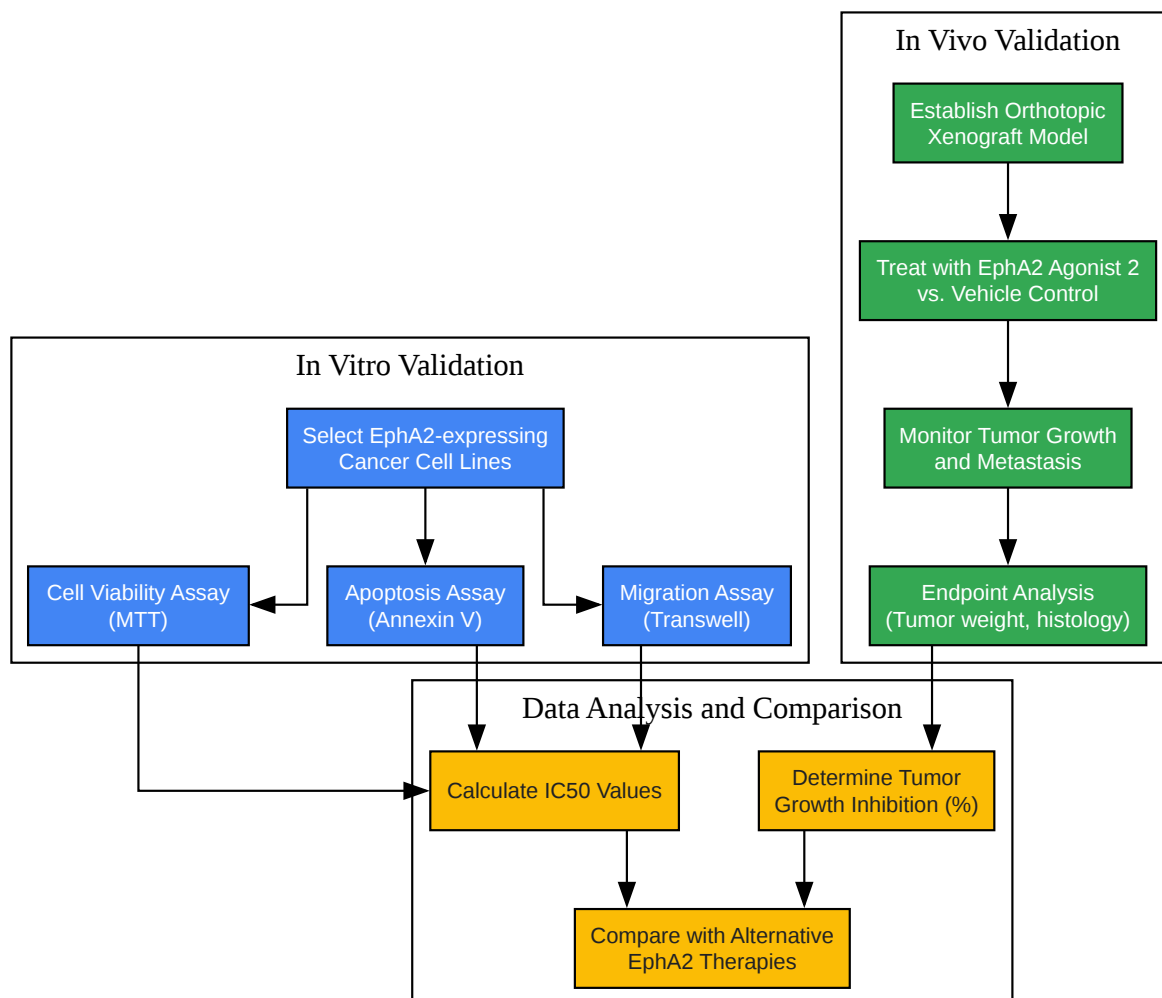 In Vivo Validation
Establish Orthotopic
Xenograft Model
Treat with EphA2 Agonist 2
vs. Vehicle Control
Monitor Tumor Growth
and Metastasis
Endpoint Analysis
(Tumor weight, histology)
In Vitro Validation
Select EphA2-expressing
Cancer Cell Lines
Cell Viability Assay
(MTT)
Apoptosis Assay
(Annexin V)
Migration Assay
(Transwell)
Data Analysis and Comparison
Calculate IC50 Values
Determine Tumor
Growth Inhibition (%)
Compare with Alternative
EphA2 Therapies